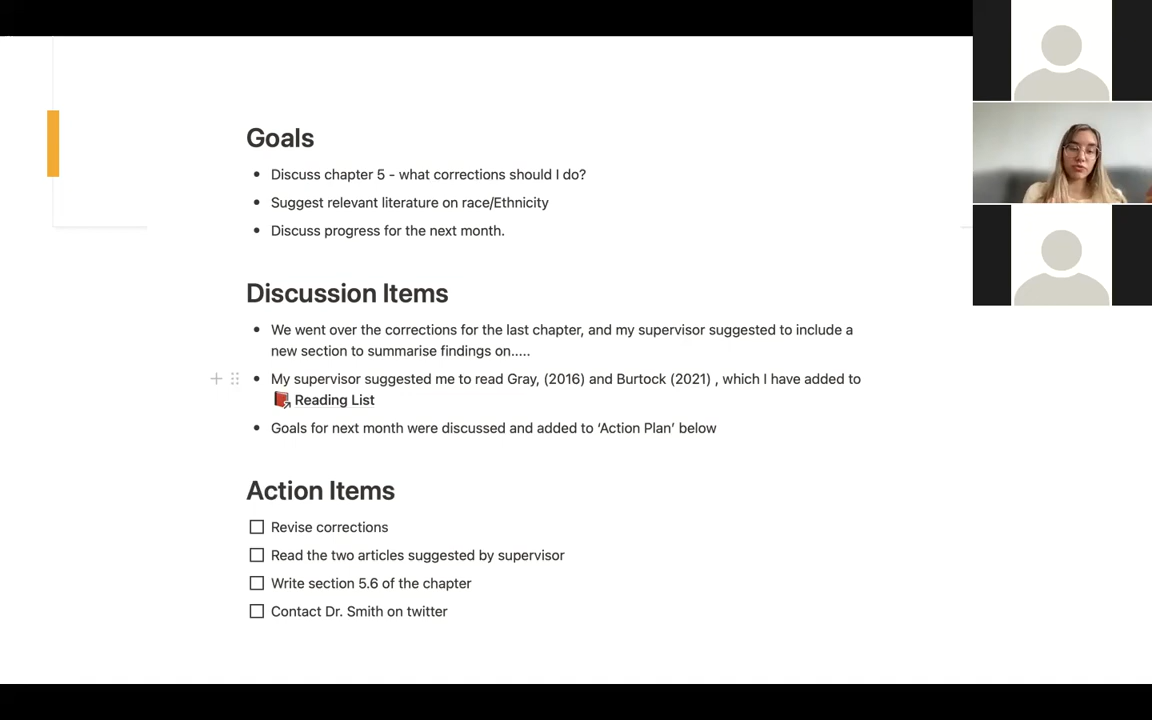 Goals
• Discuss chapter 5 - what corrections should I do?
• Suggest relevant literature on race/Ethnicity
• Discuss progress for the next month.
Discussion Items
• We went over the corrections for the last chapter, and my supervisor suggested to include a
new section to summarise findings on.....
• My supervisor suggested me to read Gray, (2016) and Burtock (2021) , which I have added to
Reading List
• Goals for next month were discussed and added to ‘Action Plan’ below
Action Items
Revise corrections
Read the two articles suggested by supervisor
Write section 5.6 of the chapter
Contact Dr. Smith on twitter